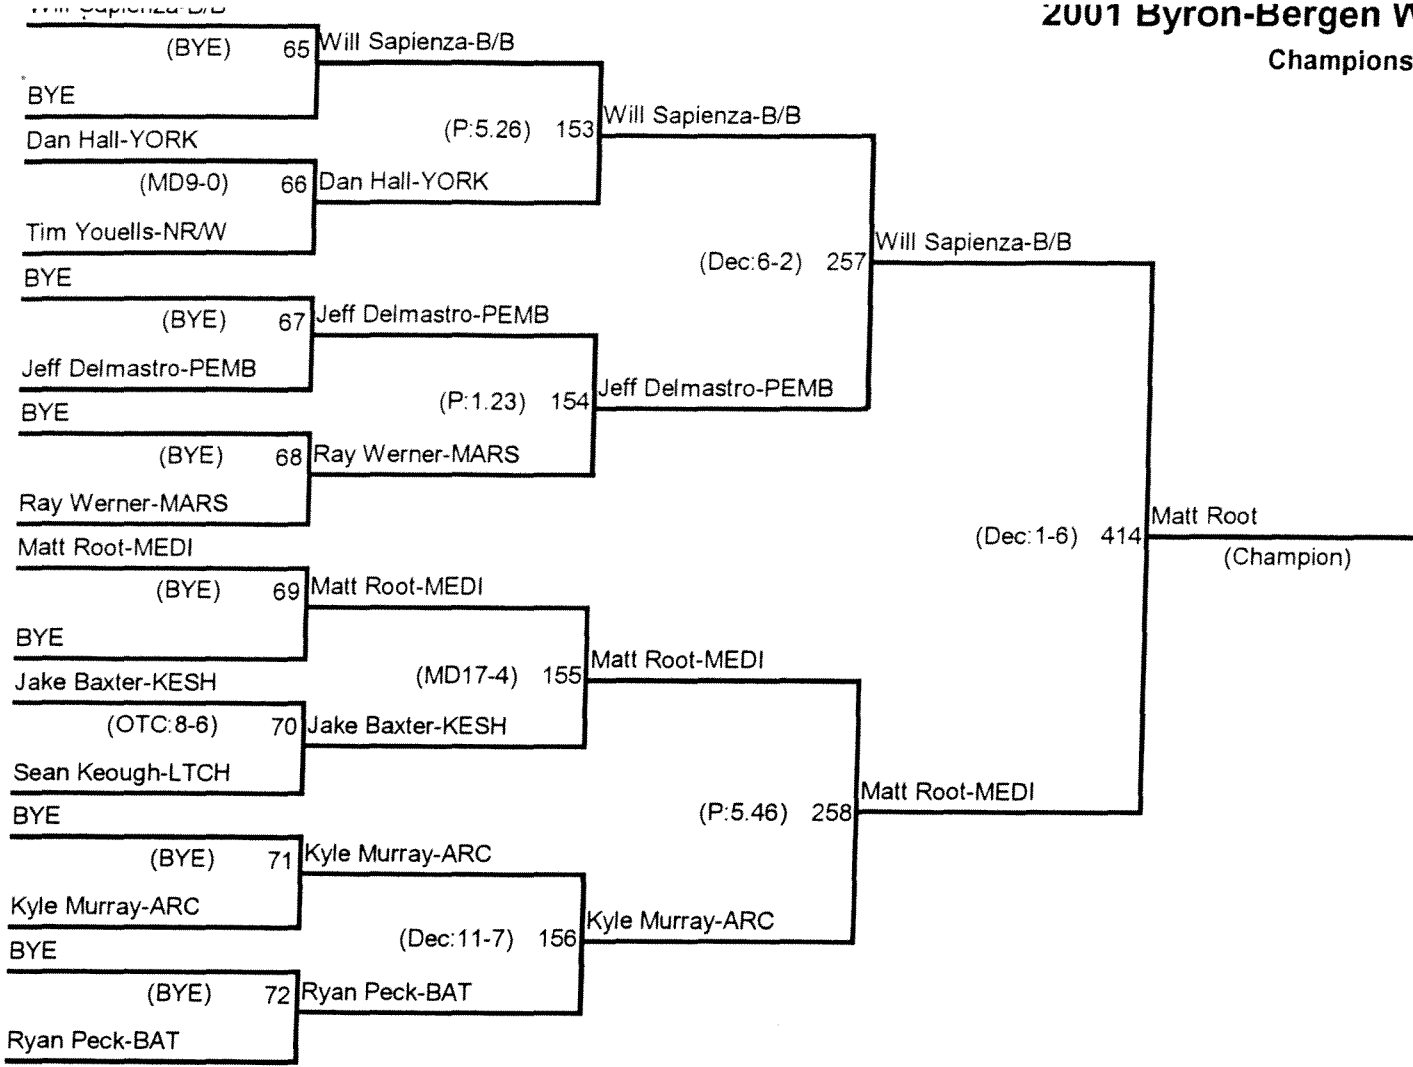 Will Sapienza-B/B
2001 Byron-Bergen
Champions
(BYE) 65 Will Sapienza-B/B
BYE
(P:5.26) 153 Will Sapienza-B/B
Dan Hall-YORK
(MD9-0) 66 Dan Hall-YORK
Tim Youells-NR/W
(Dec:6-2) 257 Will Sapienza-B/B
BYE
(BYE) 67 Jeff Delmastro-PEMB
Jeff Delmastro-PEMB
(P:1.23) 154 Jeff Delmastro-PEMB
BYE
(BYE) 68 Ray Werner-MARS
Ray Werner-MARS
(Dec:1-6) 414 Matt Root
(Champion)
Matt Root-MEDI
(BYE) 69 Matt Root-MEDI
BYE
(MD17-4) 155 Matt Root-MEDI
Jake Baxter-KESH
(OTC:8-6) 70 Jake Baxter-KESH
Sean Keough-LTCH
(P:5.46) 258 Matt Root-MEDI
BYE
(BYE) 71 Kyle Murray-ARC
Kyle Murray-ARC
(Dec:11-7) 156 Kyle Murray-ARC
BYE
(BYE) 72 Ryan Peck-BAT
Ryan Peck-BAT